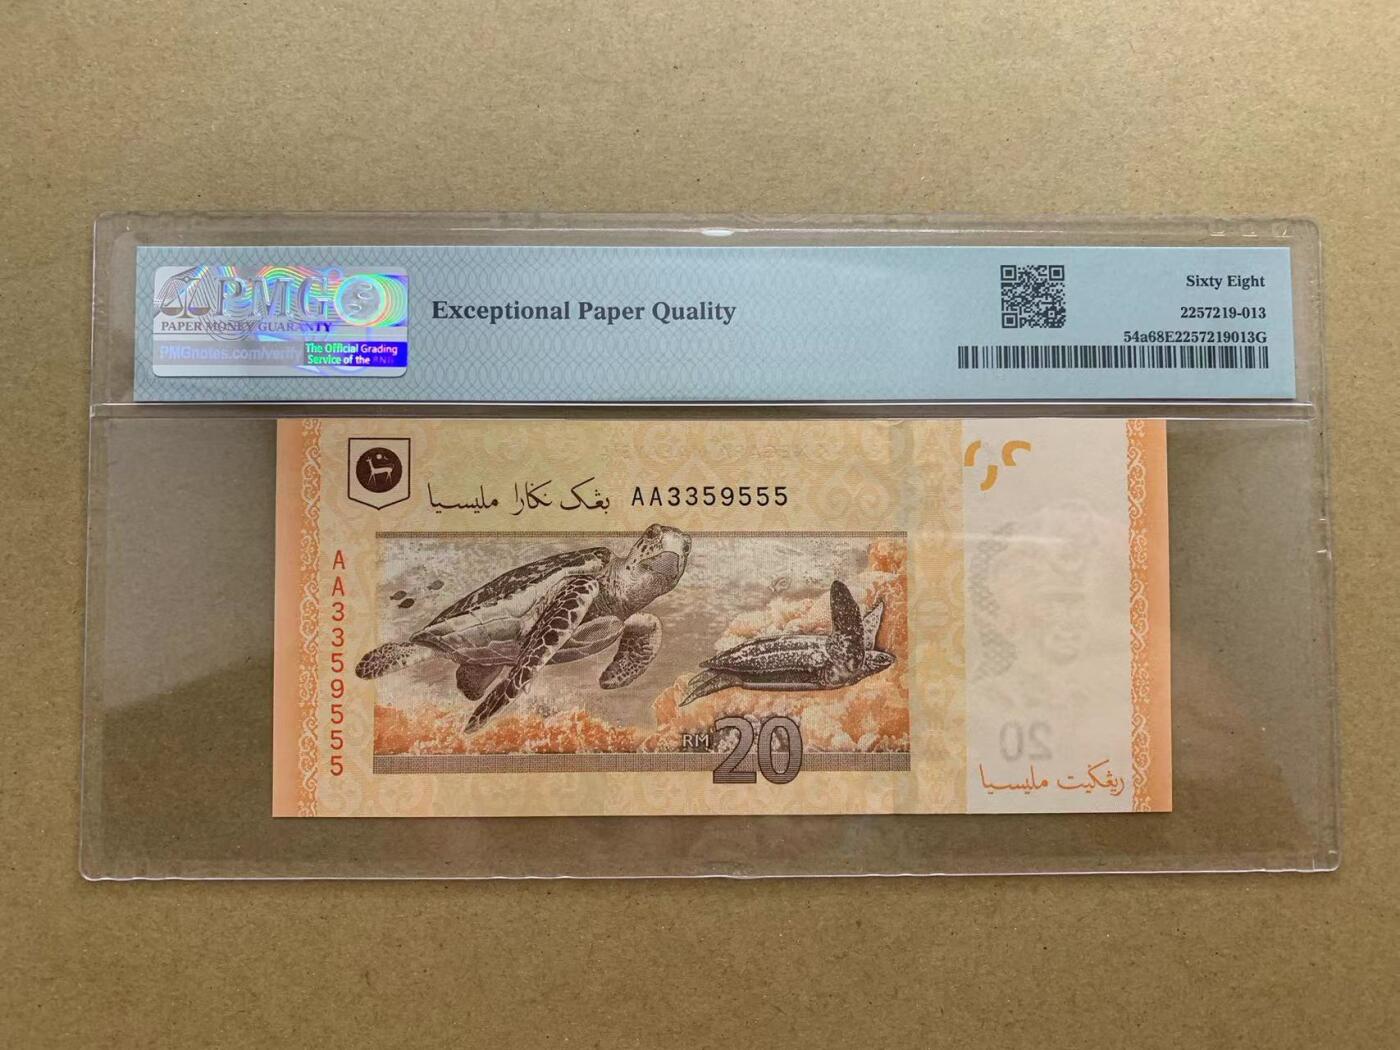 PMG
PAPER MONEY GUARANTY
PMGnotes.com/verify
The Official Grading
Service of the
Exceptional Paper Quality
Sixty Eight
2257219-013
54a68E2257219013G
بڠك نݢارا مليسيا
AA3359555
AA3359555
RM 20
20
ريڠݢيت مليسيا